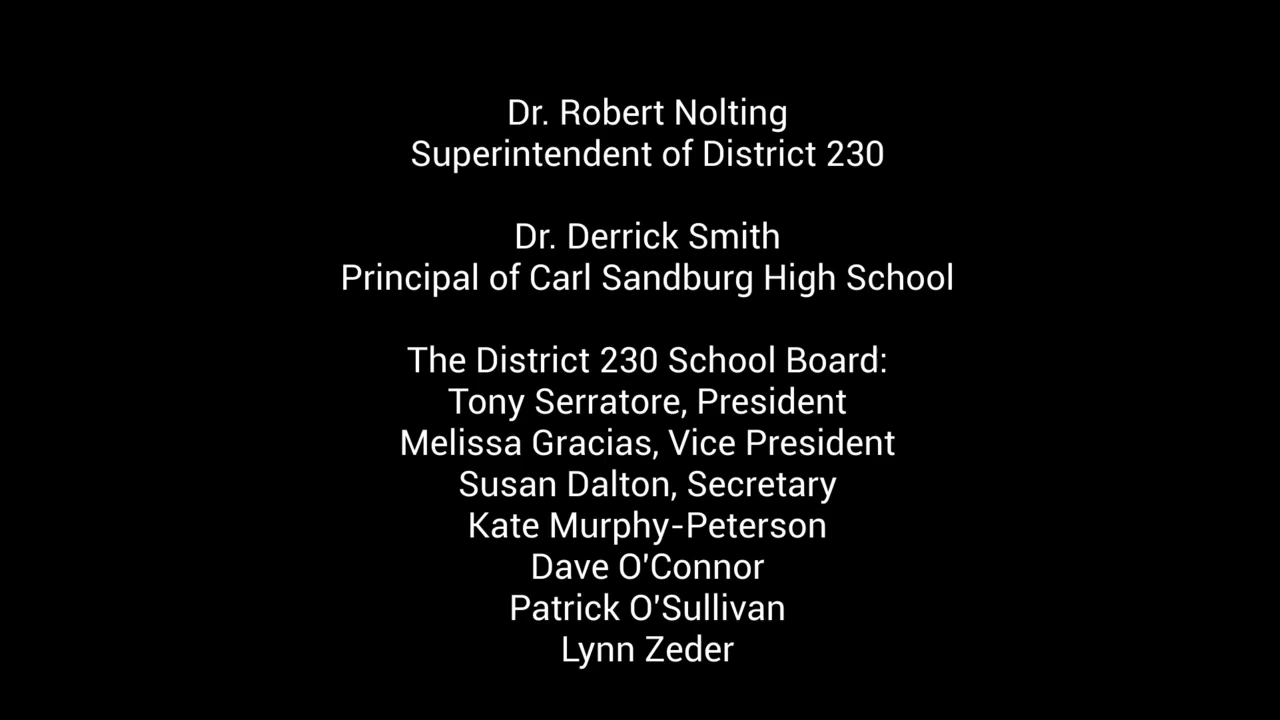 Dr. Robert Nolting
Superintendent of District 230
Dr. Derrick Smith
Principal of Carl Sandburg High School
The District 230 School Board:
Tony Serratore, President
Melissa Gracias, Vice President
Susan Dalton, Secretary
Kate Murphy-Peterson
Dave O'Connor
Patrick O'Sullivan
Lynn Zeder